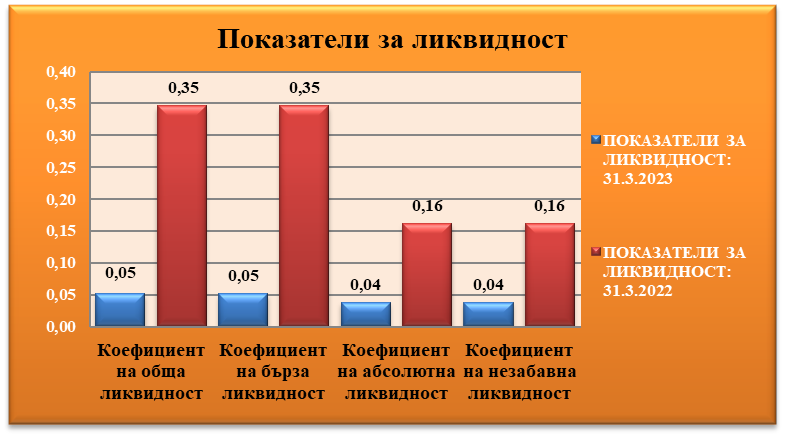 Показатели за ликвидност
0,40
0,35
0,30
0,25
0,20
0,15
0,10
0,05
0,00
0,05
0,35
0,05
0,35
0,04
0,16
0,04
0,16
Коефициент
на обща
ликвидност
Коефициент
на бърза
ликвидност
Коефициент
на абсолютна
ликвидност
Коефициент
на незабавна
ликвидност
ПОКАЗАТЕЛИ ЗА
ЛИКВИДНОСТ:
31.3.2023
ПОКАЗАТЕЛИ ЗА
ЛИКВИДНОСТ:
31.3.2022